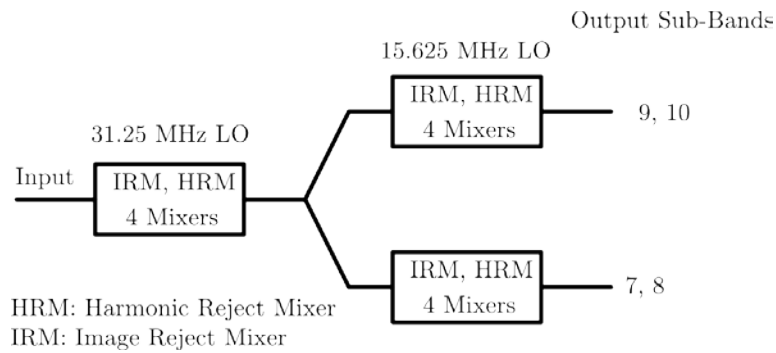 Output Sub-Bands
15.625 MHz LO
IRM, HRM
4 Mixers
9, 10
31.25 MHz LO
Input
IRM, HRM
4 Mixers
IRM, HRM
4 Mixers
7, 8
HRM: Harmonic Reject Mixer
IRM: Image Reject Mixer